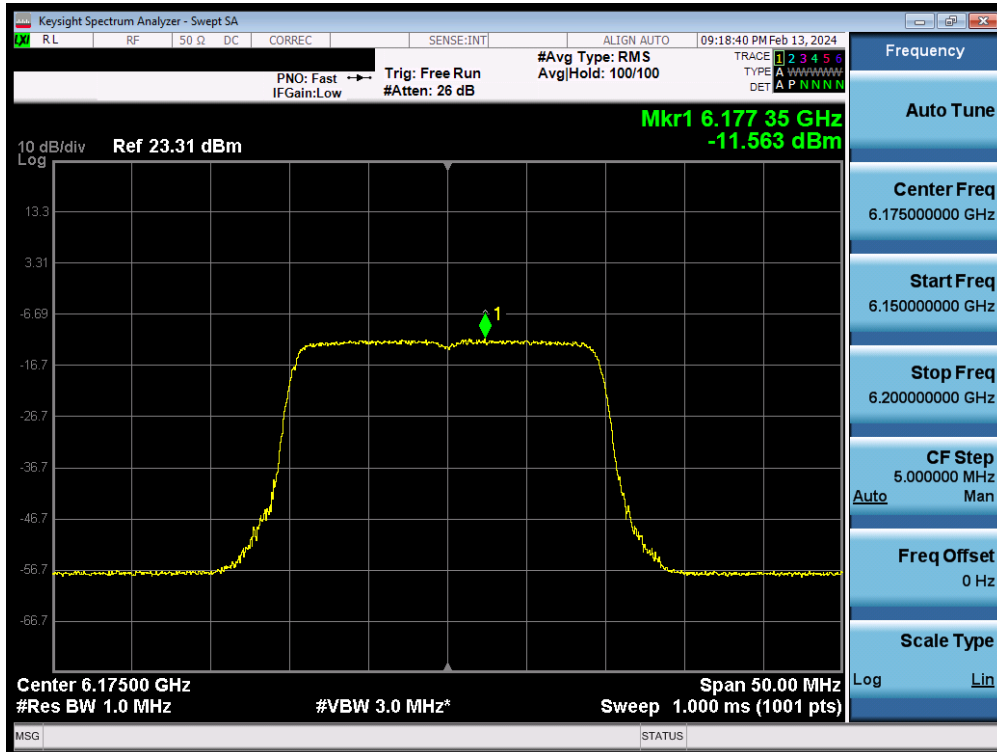 Keysight Spectrum Analyzer - Swept SA
LXI RL RF 50 Ω DC CORREC SENSE:INT ALIGN AUTO 09:18:40 PM Feb 13, 2024
PNO: Fast Trig: Free Run #Avg Type: RMS TRACE 1 2 3 4 5 6
IFGain:Low #Atten: 26 dB Avg|Hold: 100/100 TYPE A WWWWW
DET A P N N N N
Mkr1 6.177 35 GHz
-11.563 dBm
10 dB/div Ref 23.31 dBm
Log
13.3
3.31
1
-6.69
-16.7
-26.7
-36.7
-46.7
-56.7
-66.7
Center 6.17500 GHz Span 50.00 MHz
#Res BW 1.0 MHz #VBW 3.0 MHz* Sweep 1.000 ms (1001 pts)
MSG STATUS
Frequency
Auto Tune
Center Freq
6.175000000 GHz
Start Freq
6.150000000 GHz
Stop Freq
6.200000000 GHz
CF Step
5.000000 MHz
Auto Man
Freq Offset
0 Hz
Scale Type
Log Lin